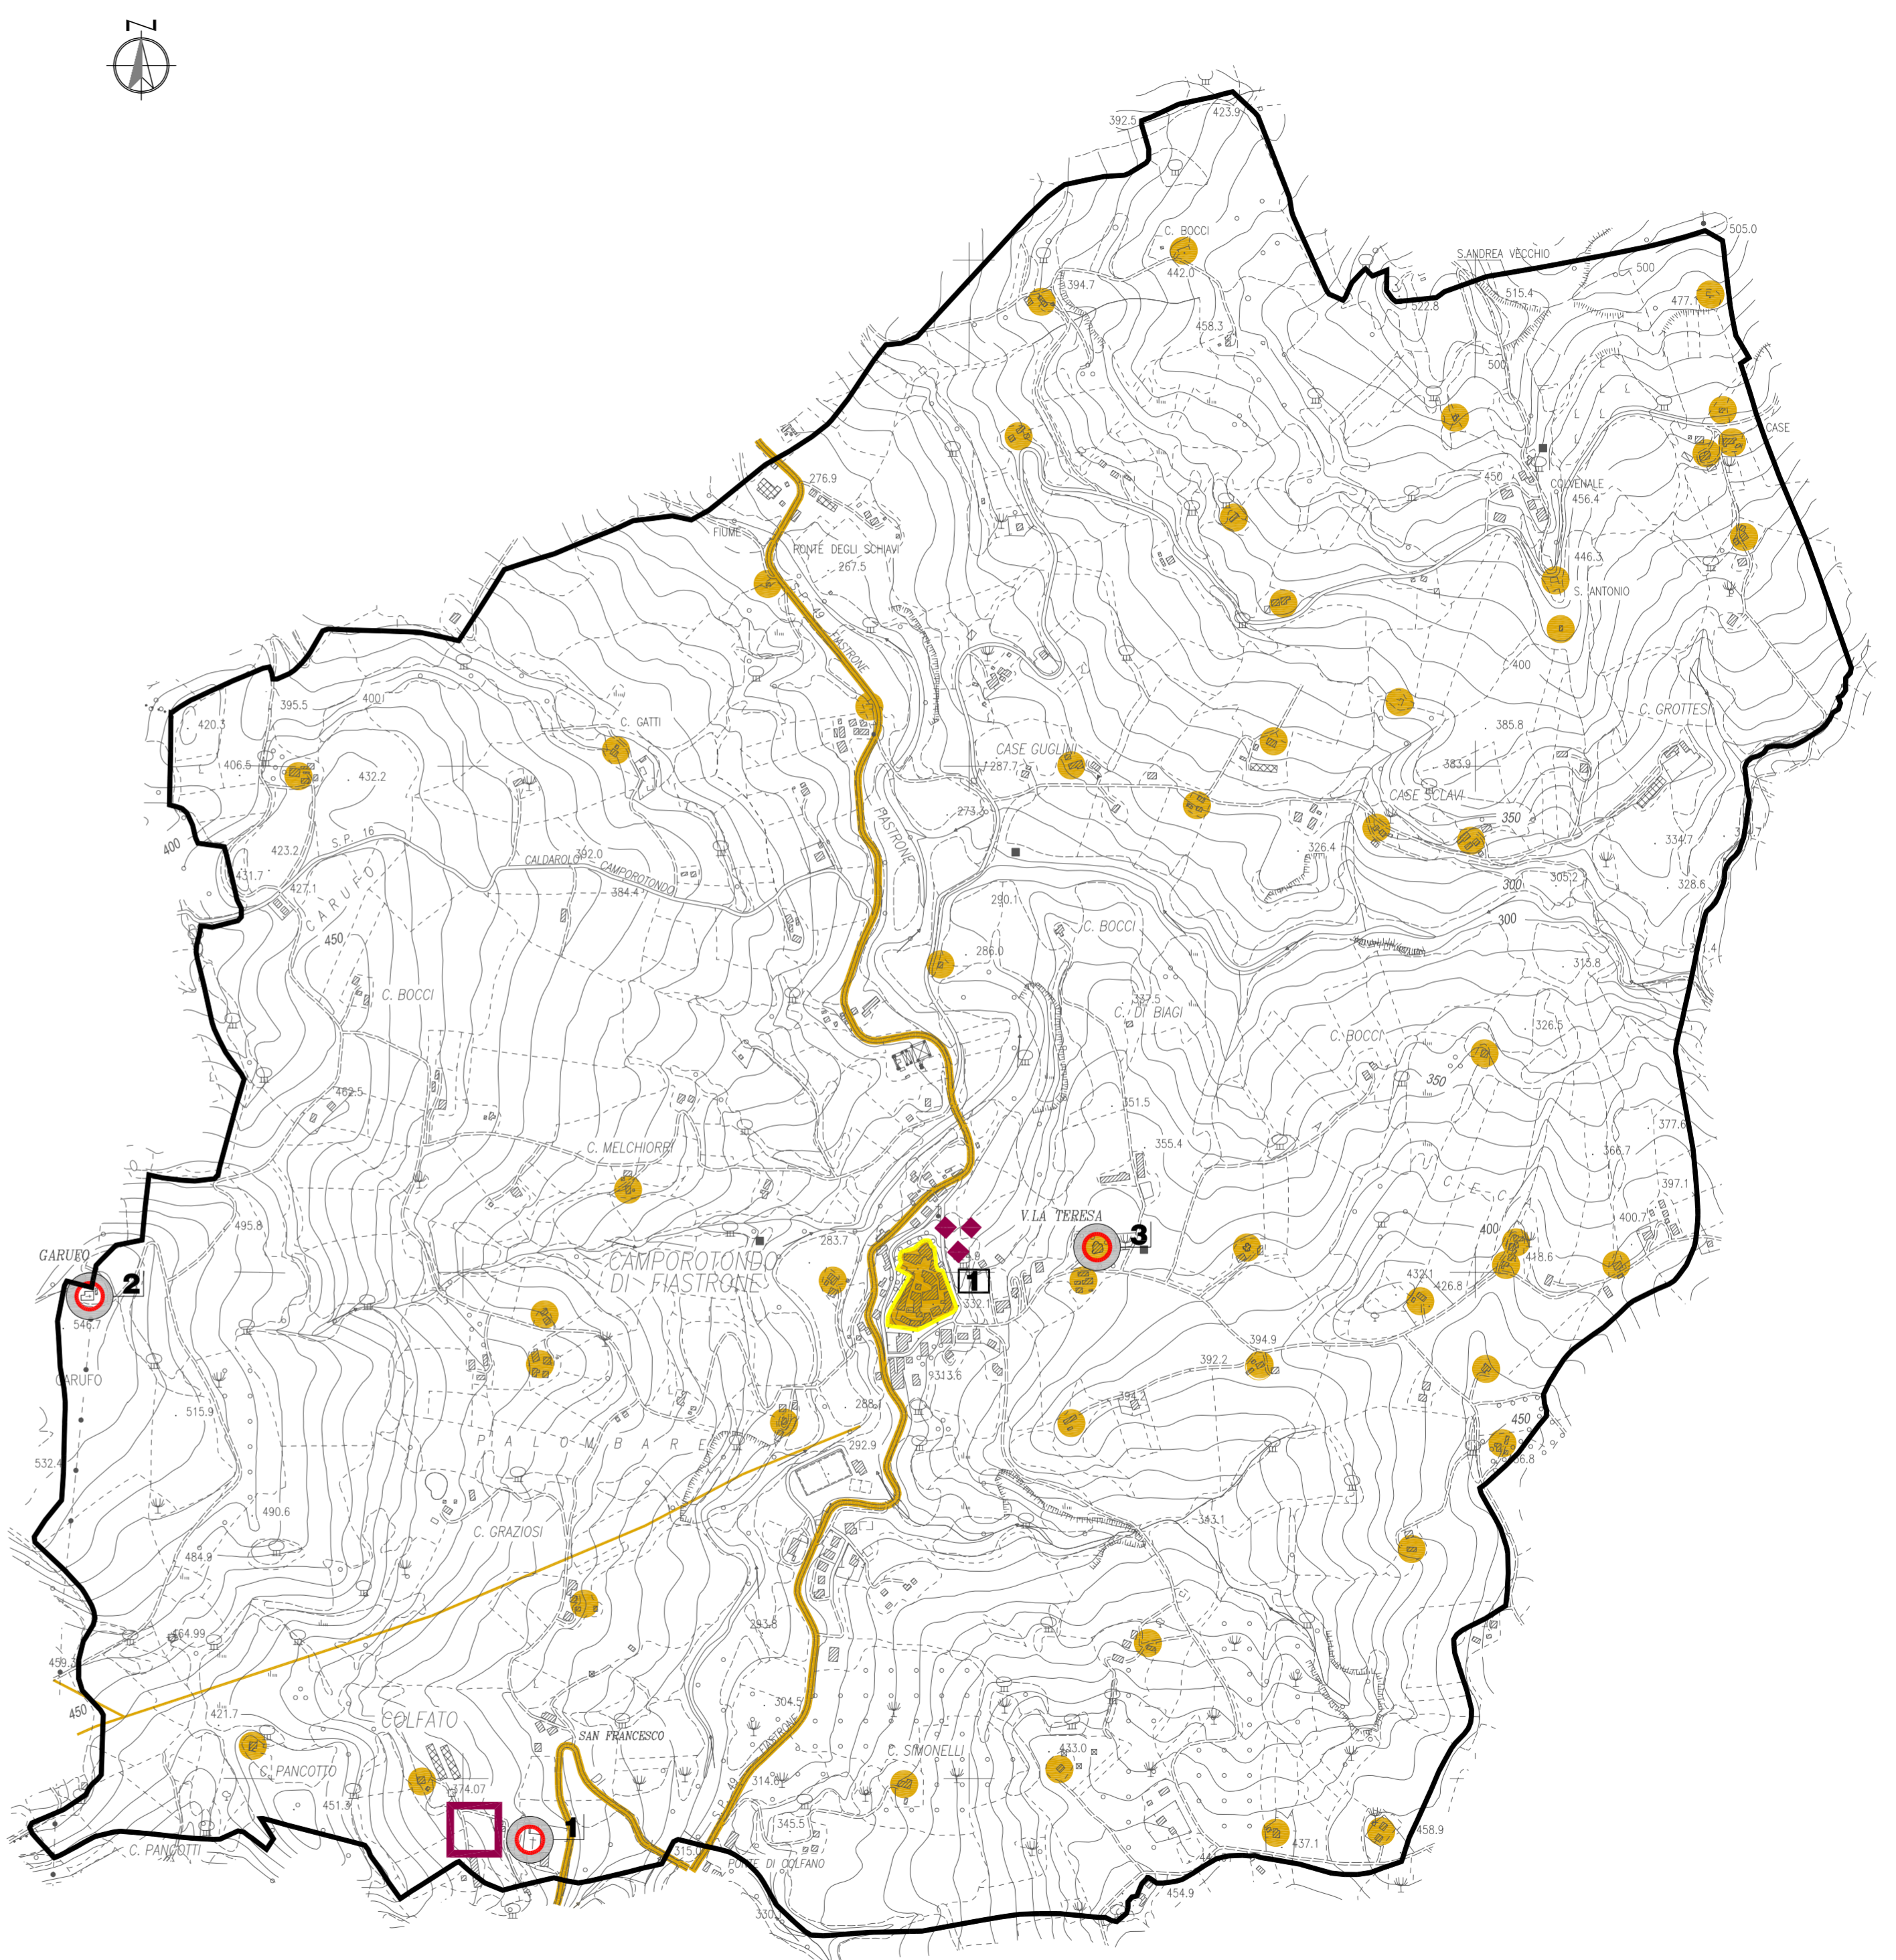 N
423.9
392.5
505.0
C. BOCCI
S.ANDREA VECCHIO
500
442.0
394.7
515.4
477.1
522.8
458.3
500
CASE
276.9
450
COLVENALE
456.4
FIUME
PONTE DEGLI SCHIAVI
267.5
446.3
S. ANTONIO
S.P. 49 FIASTRONE
400
395.5
400
420.3
C. GATTI
C. GROTTESI
385.8
CASE GUGLINI
406.5
432.2
287.7
383.9
CASE SCLAVI
273.3
350
FIASTRONE
400
S.P. 16
423.2
392.0
CALDAROLA
CAMPOROTONDO
326.4
334.7
431.7
427.1
384.4
305.2
328.6
300
CARUFO
290.1
300
450
C. BOCCI
286.0
315.8
C. BOCCI
337.5
C. DI BIAGI
326.5
C. BOCCI
350
462.5
351.5
377.6
C. MELCHIORRI
355.4
366.7
CECA
397.1
495.8
V.LA TERESA
400
400.7
283.7
3
GARUFO
CAMPOROTONDO
DI FIASTRONE
418.6
2
1
432.1
426.8
332.1
546.7
394.9
392.2
CARUFO
9313.6
394.2
515.9
288.1
450
PALOMBARE
292.9
532.4
490.6
C. GRAZIOSI
343.1
484.9
293.8
464.99
459.3
304.5
450
421.7
COLFATO
SAN FRANCESCO
FIASTRONE
C. SIMONELLI
433.0
C. PANCOTTO
374.07
314.6
S.P. 49
451.3
1
345.5
437.1
458.9
C. PANCOTTI
315.0
PONTE DI COLFANO
454.9
330.1